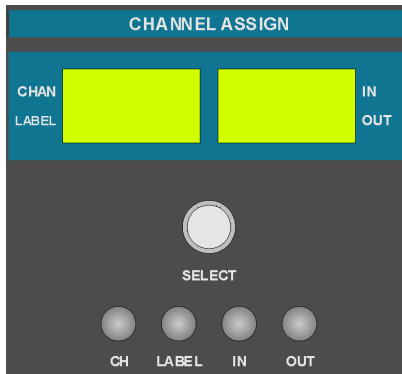 CHANNEL ASSIGN
CHAN IN
LABEL OUT
SELECT
CH LABEL IN OUT